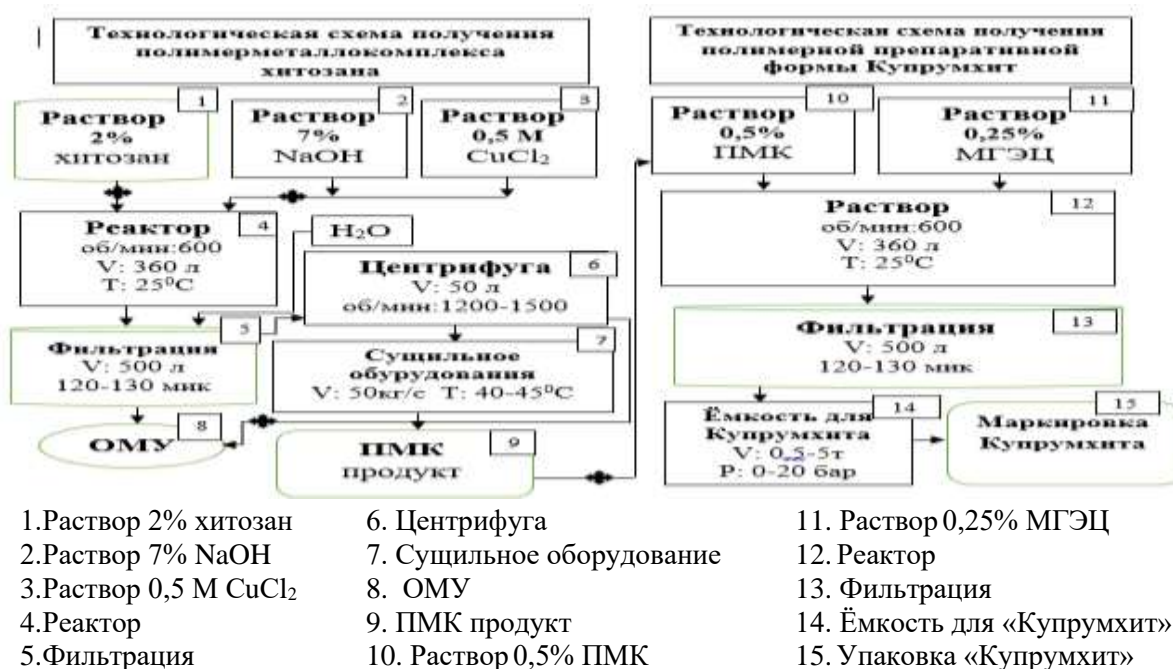 Технологическая схема получения
полимерметаллокомплекса
хитозана
Технологическая схема получения
полимерной препаративной
формы Купрумхит
1
Раствор
2%
хитозан
2
Раствор
7%
NaOH
3
Раствор
0,5 М
CuCl₂
10
Раствор
0,5%
ПМК
11
Раствор
0,25%
МГЭЦ
4
Реактор
об/мин:600
V: 360 л
T: 25⁰C
H₂O
6
Центрифуга
V: 50 л
об/мин:1200-1500
12
Раствор
об/мин:600
V: 360 л
T: 25⁰C
5
Фильтрация
V: 500 л
120-130 мик
7
Сущильное
обурудования
V: 50кг/с T: 40-45⁰C
13
Фильтрация
V: 500 л
120-130 мик
8
ОМУ
9
ПМК
продукт
14
Ёмкость для
Купрумхита
V: 0,5-5т
P: 0-20 бар
15
Маркировка
Купрумхита
1.Раствор 2% хитозан
2.Раствор 7% NaOH
3.Раствор 0,5 М CuCl₂
4.Реактор
5.Фильтрация
6. Центрифуга
7. Сущильное оборудование
8. ОМУ
9. ПМК продукт
10. Раствор 0,5% ПМК
11. Раствор 0,25% МГЭЦ
12. Реактор
13. Фильтрация
14. Ёмкость для «Купрумхит»
15. Упаковка «Купрумхит»